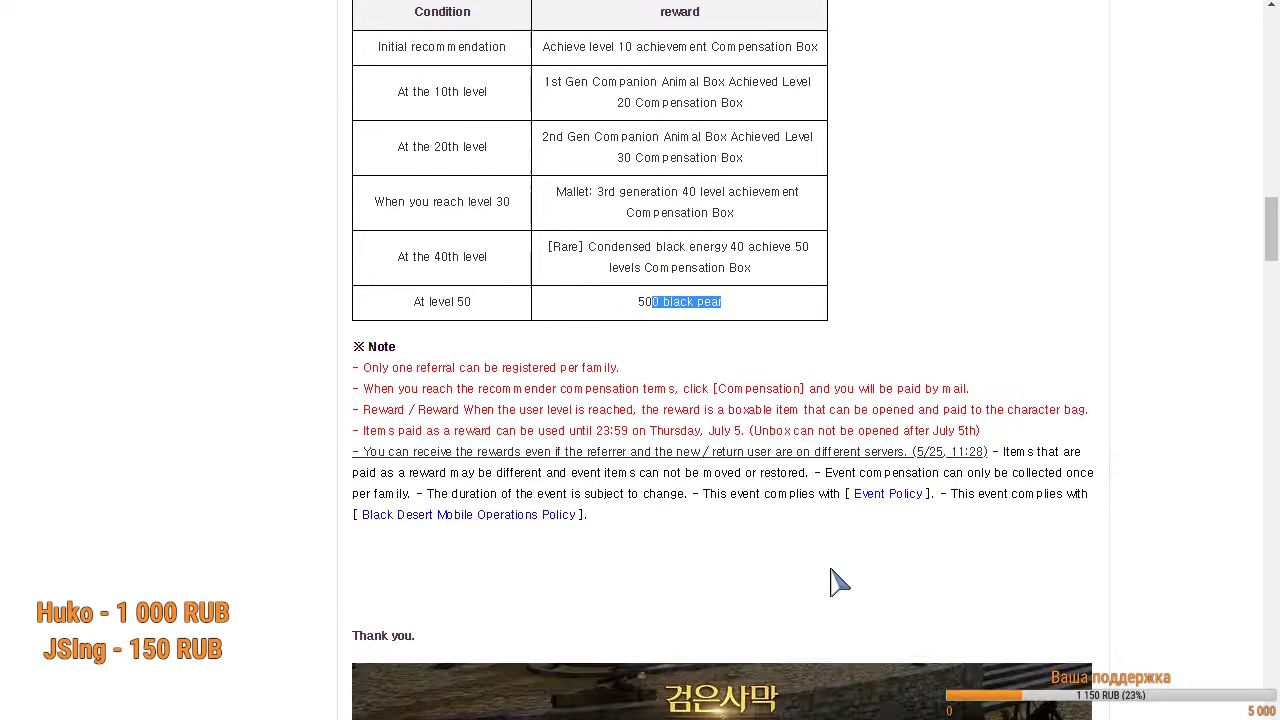 Condition
reward
Initial recommendation
Achieve level 10 achievement Compensation Box
At the 10th level
1st Gen Companion Animal Box Achieved Level
20 Compensation Box
At the 20th level
2nd Gen Companion Animal Box Achieved Level
30 Compensation Box
When you reach level 30
Mallet: 3rd generation 40 level achievement
Compensation Box
At the 40th level
[Rare] Condensed black energy 40 achieve 50
levels Compensation Box
At level 50
500 black pearl
※ Note
- Only one referral can be registered per family.
- When you reach the recommender compensation terms, click [Compensation] and you will be paid by mail.
- Reward / Reward When the user level is reached, the reward is a boxable item that can be opened and paid to the character bag.
- Items paid as a reward can be used until 23:59 on Thursday, July 5. (Unbox can not be opened after July 5th)
- You can receive the rewards even if the referrer and the new / return user are on different servers. (5/25, 11:28) - Items that are
paid as a reward may be different and event items can not be moved or restored. - Event compensation can only be collected once
per family. - The duration of the event is subject to change. - This event complies with [ Event Policy ]. - This event complies with
[ Black Desert Mobile Operations Policy ].
Huko - 1 000 RUB
JSIng - 150 RUB
Thank you.
검은사막
Ваша поддержка
1 150 RUB (23%)
0
5 000